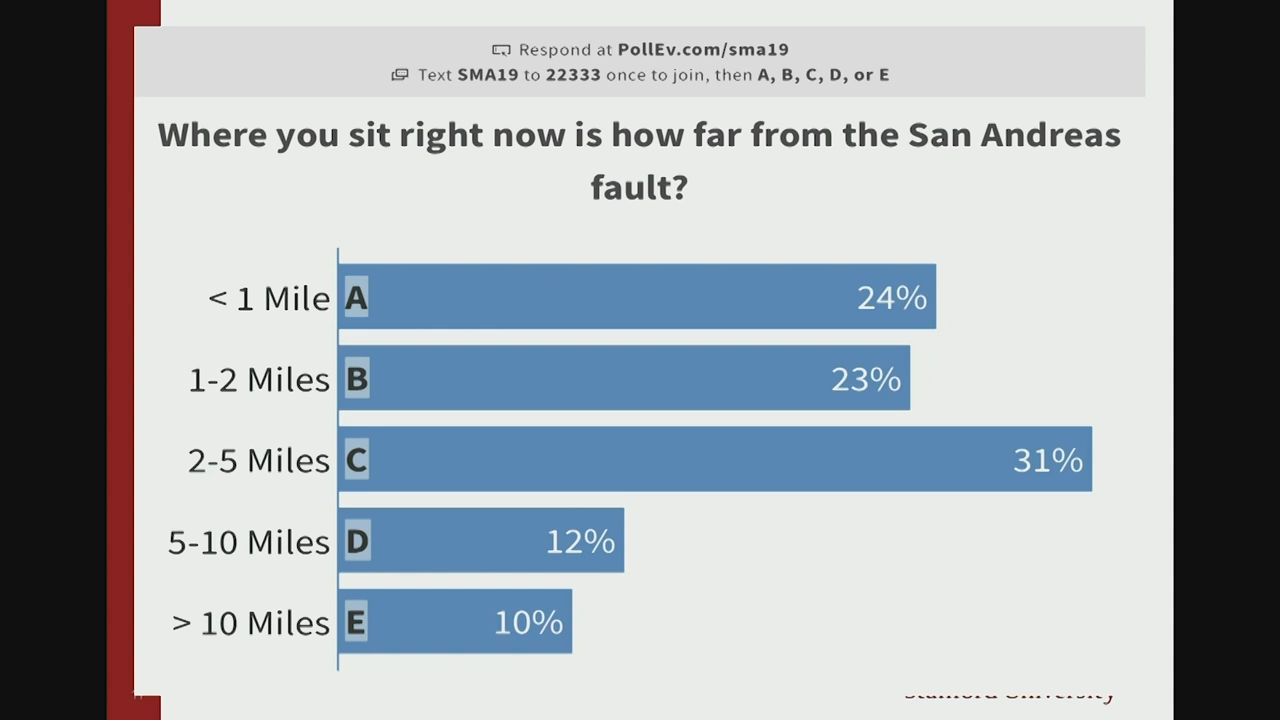 Respond at PollEv.com/sma19
Text SMA19 to 22333 once to join, then A, B, C, D, or E
Where you sit right now is how far from the San Andreas
fault?
< 1 Mile A 24%
1-2 Miles B 23%
2-5 Miles C 31%
5-10 Miles D 12%
> 10 Miles E 10%
Stanford University